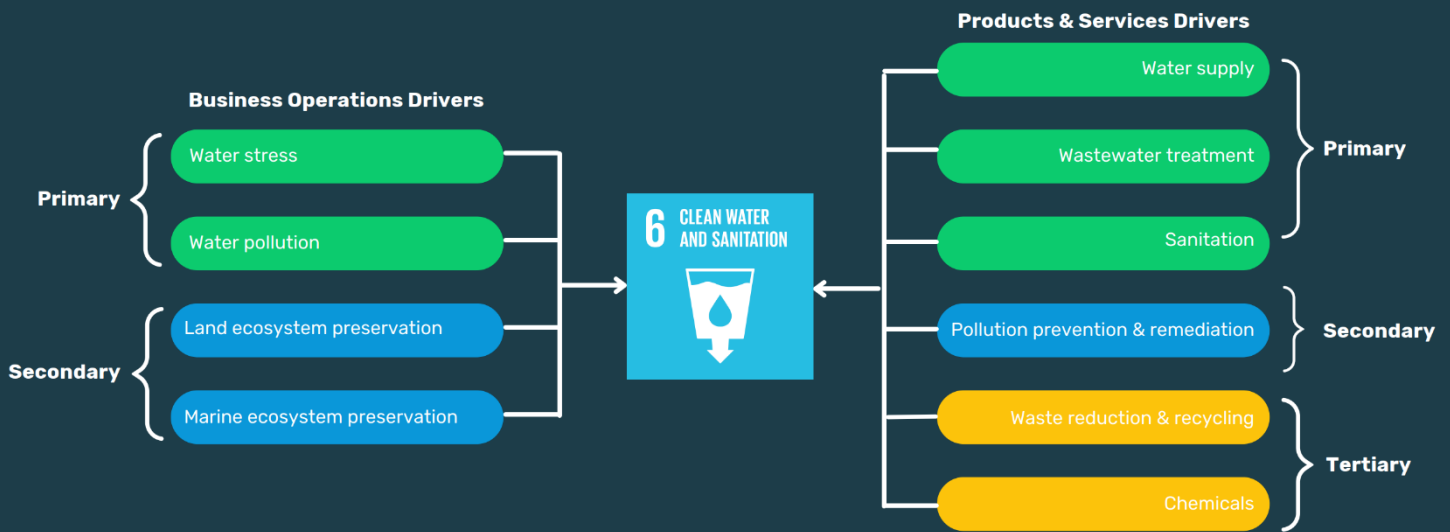 Business Operations Drivers
Primary
Water stress
Water pollution
Secondary
Land ecosystem preservation
Marine ecosystem preservation
6 CLEAN WATER
AND SANITATION
Products & Services Drivers
Water supply
Wastewater treatment
Sanitation
Primary
Pollution prevention & remediation
Secondary
Waste reduction & recycling
Chemicals
Tertiary